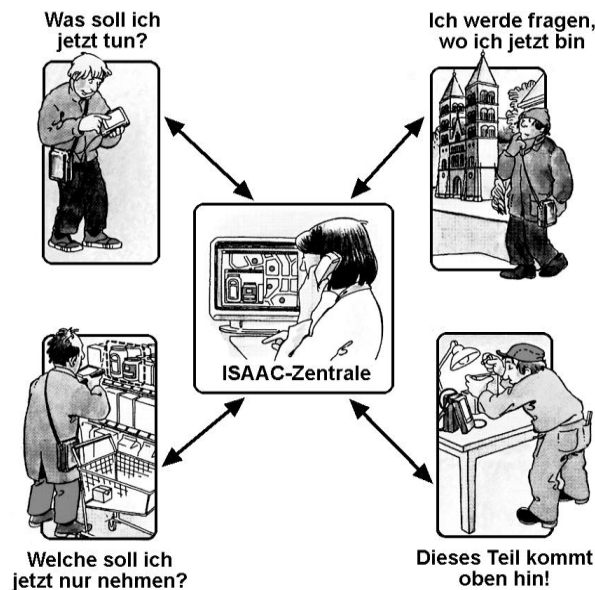 Was soll ich
jetzt tun?
Ich werde fragen,
wo ich jetzt bin
ISAAC-Zentrale
Welche soll ich
jetzt nur nehmen?
Dieses Teil kommt
oben hin!